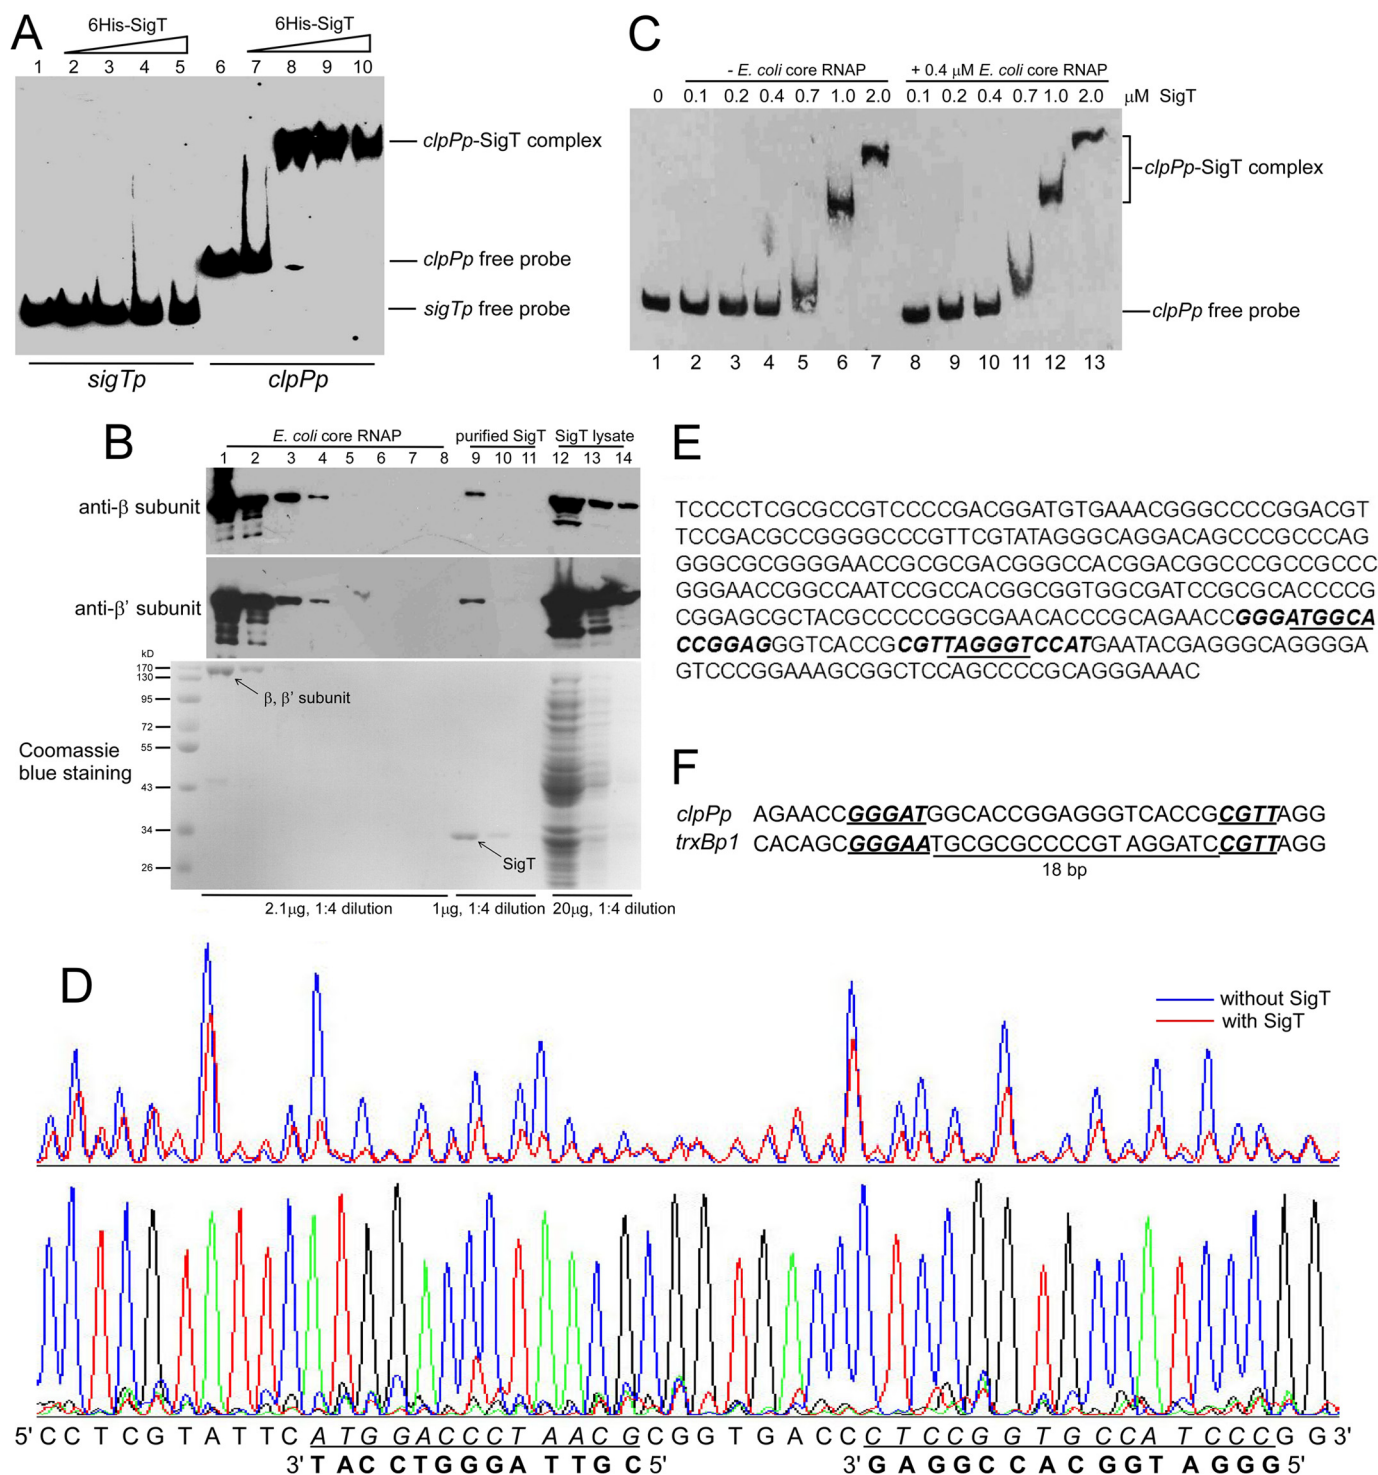 A
6His-SigT
6His-SigT
1 2 3 4 5 6 7 8 9 10
clpPp-SigT complex
clpPp free probe
sigTp free probe
sigTp
clpPp
C
- E. coli core RNAP
+ 0.4 μM E. coli core RNAP
0 0.1 0.2 0.4 0.7 1.0 2.0 0.1 0.2 0.4 0.7 1.0 2.0 μM SigT
clpPp-SigT complex
clpPp free probe
1 2 3 4 5 6 7 8 9 10 11 12 13
B
E. coli core RNAP
purified SigT
SigT lysate
1 2 3 4 5 6 7 8 9 10 11 12 13 14
anti-β subunit
anti-β' subunit
kD
170
130
95
72
55
43
34
26
β, β' subunit
Coomassie
blue staining
SigT
2.1μg, 1:4 dilution
1μg, 1:4 dilution
20μg, 1:4 dilution
E
TCCCCTCGCGCCGTCCCCGACGGATGTGAAACGGGCCCCGGACGT
TCCGACGCCGGGGCCCGTTCGTATAGGGCAGGACAGCCCGCCCAG
GGGCGCGGGGAACCGCGCGACGGGCCACGGACGGCCCGCCGCCC
GGGAACCGGCCAATCCGCCACGGCGGTGGCGATCCGCGCACCCCG
CGGAGCGCTACGCCCCCGGCGAACACCCGCAGAACCGGGATGGCA
CCGGAGGGTCACCGCGTTAGGGTCCATGAATACGAGGGCAGGGGA
GTCCCGGAAAGCGGCTCCAGCCCCGCAGGGAAAC
F
clpPp AGAACCGGGATGGCACCGGAGGGTCACCGCGTTAGG
trxBp1 CACAGCGGGAATGCGCGCCCCGTAGGATCCGTTAGG
18 bp
D
without SigT
with SigT
5' C C T C G T A T T C A T G G A C C C T A A C G C G G T G A C C C T C C G G T G C C A T C C C G G 3'
3' T A C C T G G G A T T G C 5'
3' G A G G C C A C G G T A G G G 5'